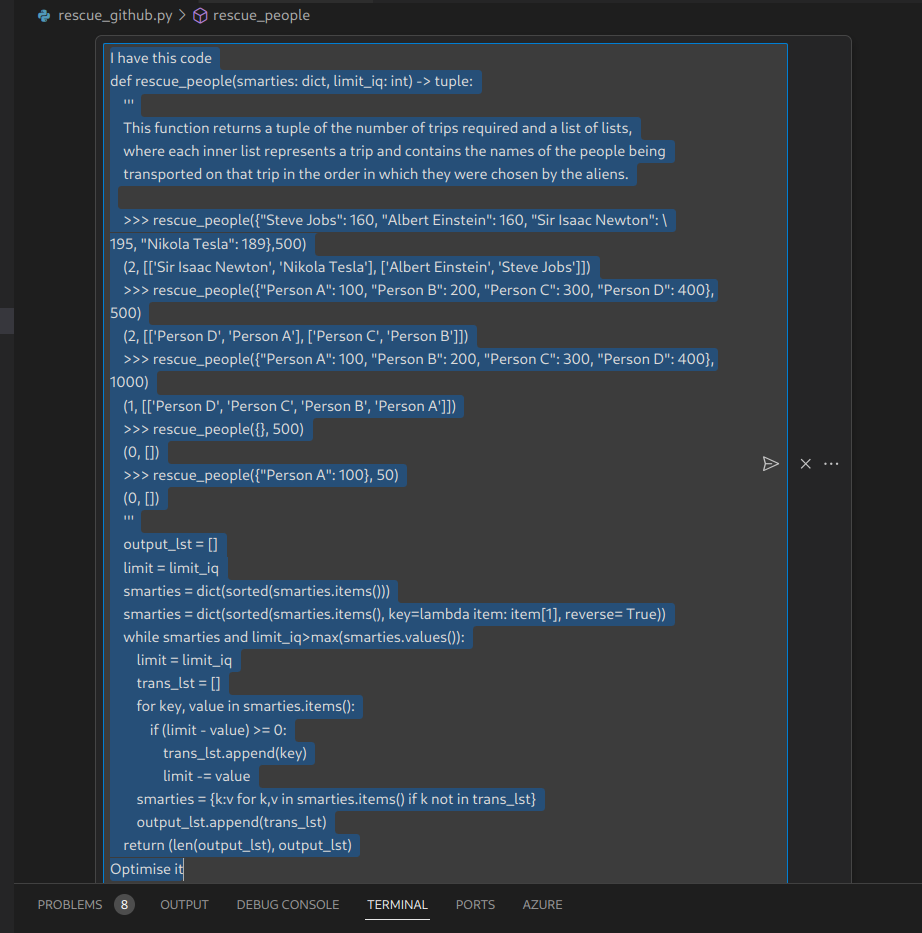 rescue_github.py > rescue_people
I have this code
def rescue_people(smarties: dict, limit_iq: int) -> tuple:
    '''
    This function returns a tuple of the number of trips required and a list of lists,
    where each inner list represents a trip and contains the names of the people being
    transported on that trip in the order in which they were chosen by the aliens.
    >>> rescue_people({"Steve Jobs": 160, "Albert Einstein": 160, "Sir Isaac Newton": \
195, "Nikola Tesla": 189},500)
    (2, [['Sir Isaac Newton', 'Nikola Tesla'], ['Albert Einstein', 'Steve Jobs']])
    >>> rescue_people({"Person A": 100, "Person B": 200, "Person C": 300, "Person D": 400},
500)
    (2, [['Person D', 'Person A'], ['Person C', 'Person B']])
    >>> rescue_people({"Person A": 100, "Person B": 200, "Person C": 300, "Person D": 400},
1000)
    (1, [['Person D', 'Person C', 'Person B', 'Person A']])
    >>> rescue_people({}, 500)
    (0, [])
    >>> rescue_people({"Person A": 100}, 50)
    (0, [])
    '''
    output_lst = []
    limit = limit_iq
    smarties = dict(sorted(smarties.items()))
    smarties = dict(sorted(smarties.items(), key=lambda item: item[1], reverse= True))
    while smarties and limit_iq>max(smarties.values()):
        limit = limit_iq
        trans_lst = []
        for key, value in smarties.items():
            if (limit - value) >= 0:
                trans_lst.append(key)
                limit -= value
        smarties = {k:v for k,v in smarties.items() if k not in trans_lst}
        output_lst.append(trans_lst)
    return (len(output_lst), output_lst)
Optimise it
PROBLEMS 8 OUTPUT DEBUG CONSOLE TERMINAL PORTS AZURE